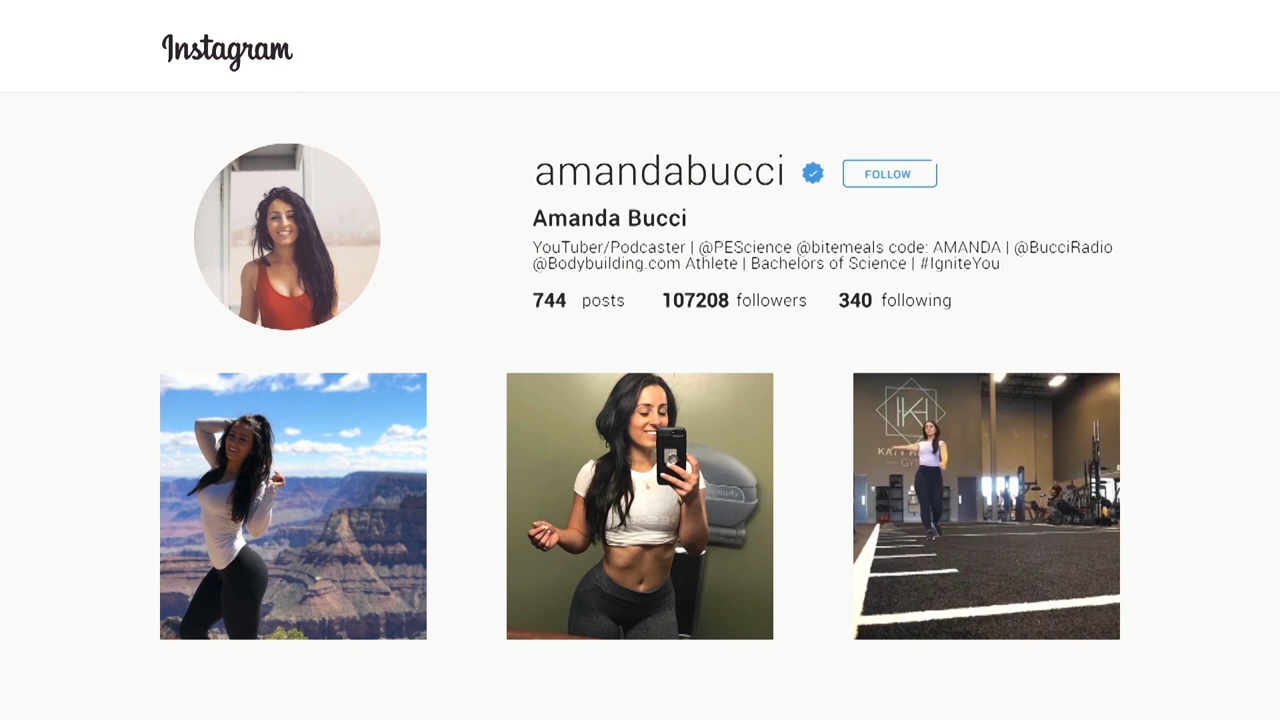 Instagram
amandabucci
FOLLOW
Amanda Bucci
YouTuber/Podcaster | @PEScience @bitemeals code: AMANDA | @BucciRadio
@Bodybuilding.com Athlete | Bachelors of Science | #IgniteYou
744 posts 107208 followers 340 following